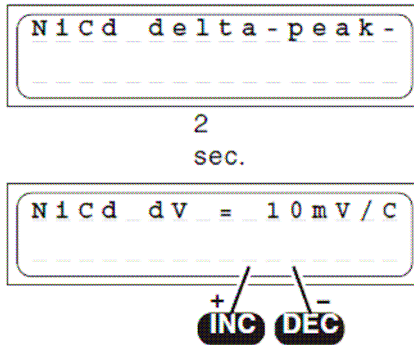 NiCd delta-peak-
2
sec.
NiCd dV = 10mV/C
+ -
INC DEC